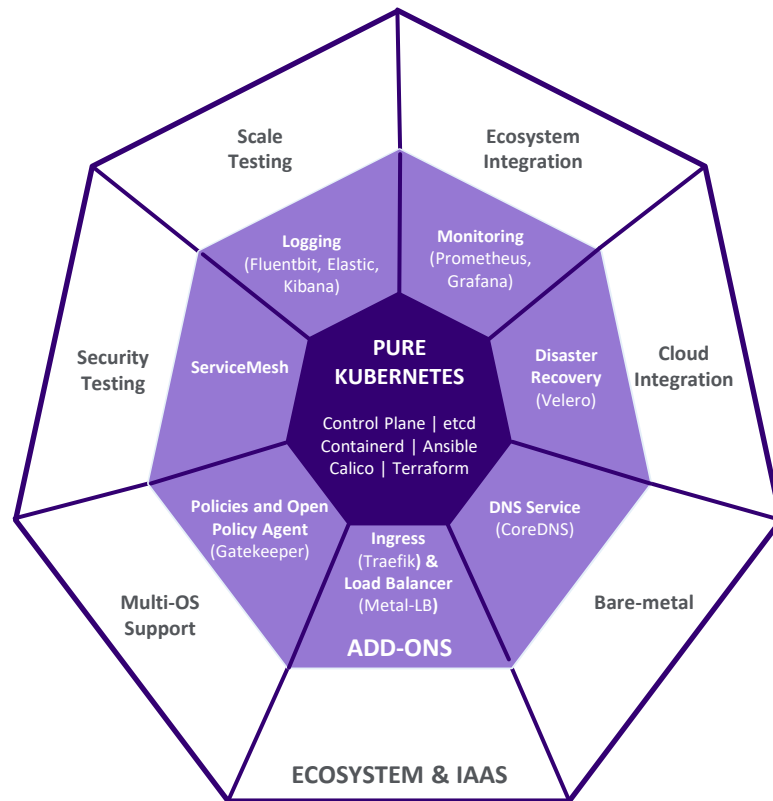 Scale
Testing
Ecosystem
Integration
Logging
(Fluentbit, Elastic,
Kibana)
Monitoring
(Prometheus,
Grafana)
Security
Testing
ServiceMesh
PURE
KUBERNETES
Control Plane | etcd
Containerd | Ansible
Calico | Terraform
Disaster
Recovery
(Velero)
Cloud
Integration
Policies and Open
Policy Agent
(Gatekeeper)
Ingress
(Traefik) &
Load Balancer
(Metal-LB)
DNS Service
(CoreDNS)
Multi-OS
Support
Bare-metal
ADD-ONS
ECOSYSTEM & IAAS